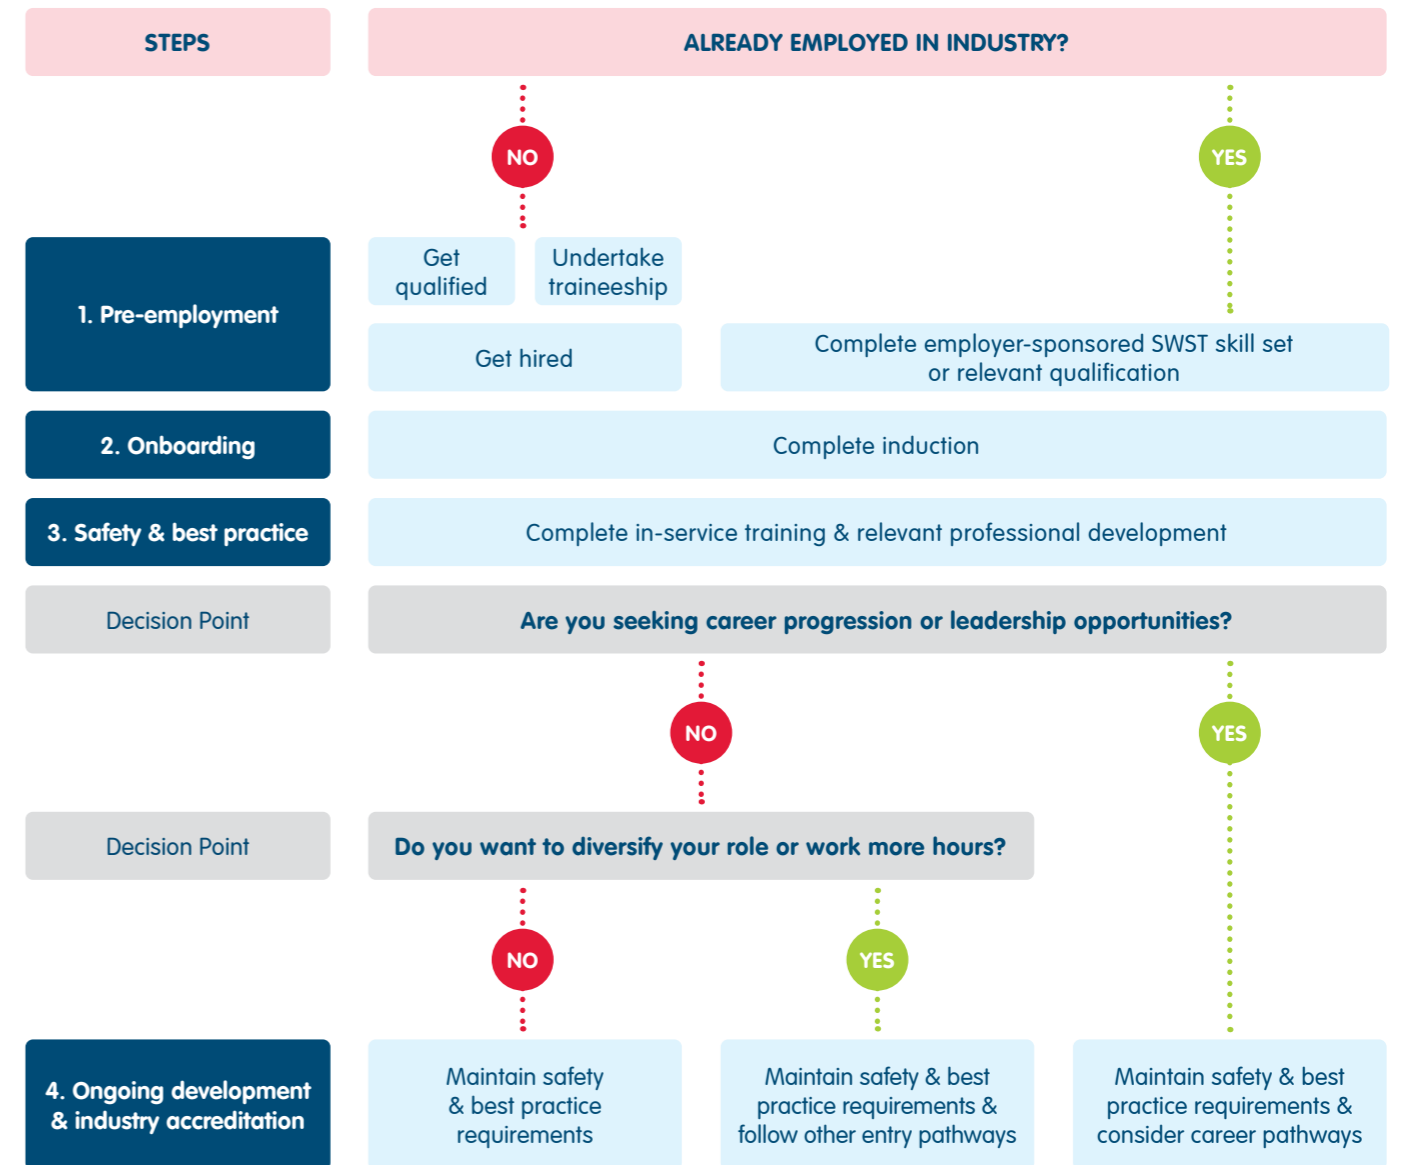 STEPS
ALREADY EMPLOYED IN INDUSTRY?
NO
YES
1. Pre-employment
Get
qualified
Undertake
traineeship
Get hired
Complete employer-sponsored SWST skill set
or relevant qualification
2. Onboarding
Complete induction
3. Safety & best practice
Complete in-service training & relevant professional development
Decision Point
Are you seeking career progression or leadership opportunities?
NO
YES
Decision Point
Do you want to diversify your role or work more hours?
NO
YES
4. Ongoing development
& industry accreditation
Maintain safety
& best practice
requirements
Maintain safety & best
practice requirements &
follow other entry pathways
Maintain safety & best
practice requirements &
consider career pathways